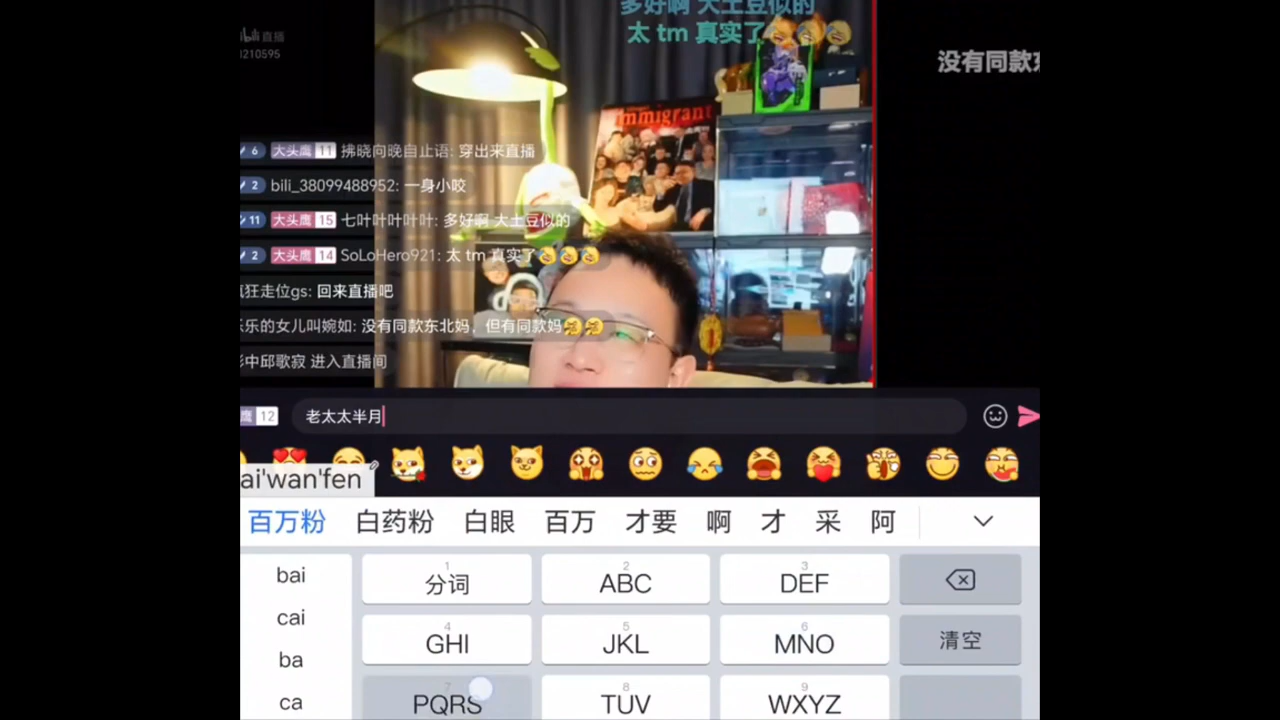 多好啊 大土豆似的
太 tm 真实了
直播
210595
没有同款
6 大头鹰 11 拂晓向晚自止语: 穿出来直播
2 bili_38099488952: 一身小咬
11 大头鹰 15 七叶叶叶叶叶: 多好啊 大土豆似的
2 大头鹰 14 SoLoHero921: 太 tm 真实了
狂走位gs: 回来直播吧
乐的女儿叫婉如: 没有同款东北妈，但有同款妈
中邱歌寂 进入直播间
immigrant
鹰 12 老太太半月
ai'wan'fen
百万粉 白药粉 白眼 百万 才要 啊 才 采 阿
bai
cai
ba
ca
1 分词
2 ABC
3 DEF
4 GHI
5 JKL
6 MNO
清空
7 PQRS
8 TUV
9 WXYZ